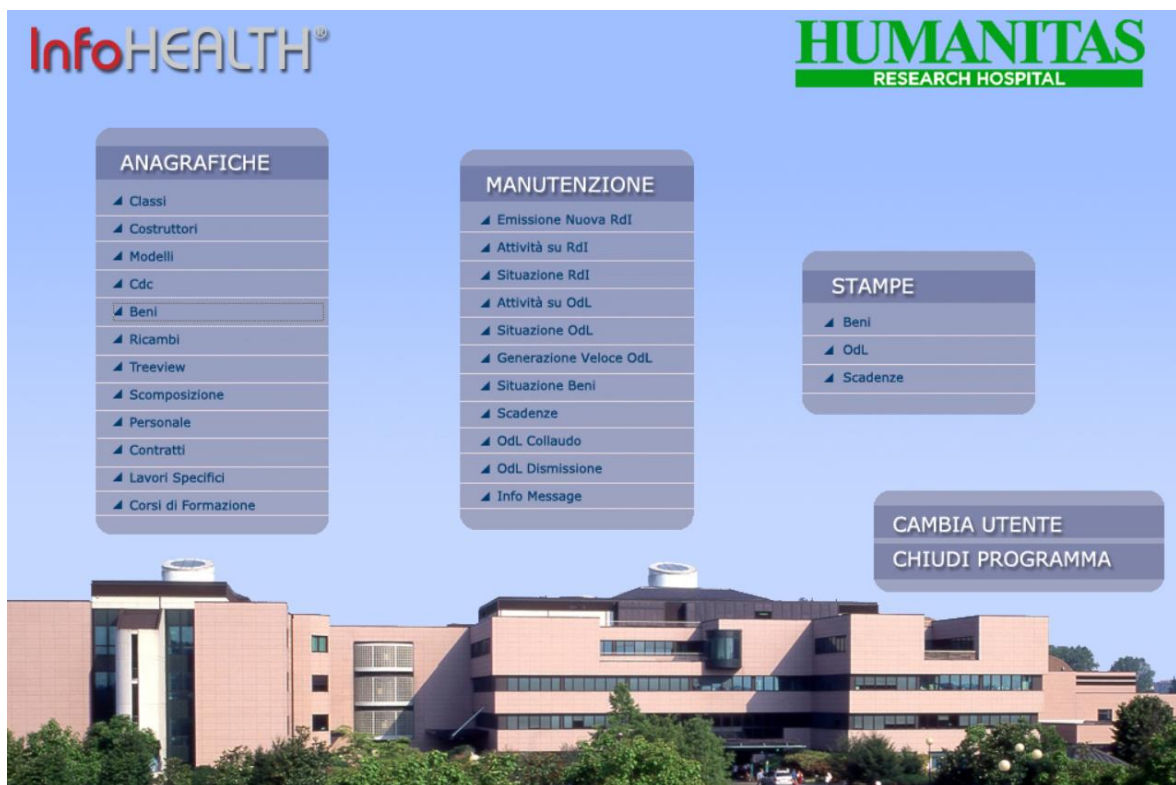 InfoHEALTH®
HUMANITAS
RESEARCH HOSPITAL
ANAGRAFICHE
Classi
Costruttori
Modelli
Cdc
Beni
Ricambi
Treeview
Scomposizione
Personale
Contratti
Lavori Specifici
Corsi di Formazione
MANUTENZIONE
Emissione Nuova RdI
Attività su RdI
Situazione RdI
Attività su OdL
Situazione OdL
Generazione Veloce OdL
Situazione Beni
Scadenze
OdL Collaudo
OdL Dismissione
Info Message
STAMPE
Beni
OdL
Scadenze
CAMBIA UTENTE
CHIUDI PROGRAMMA